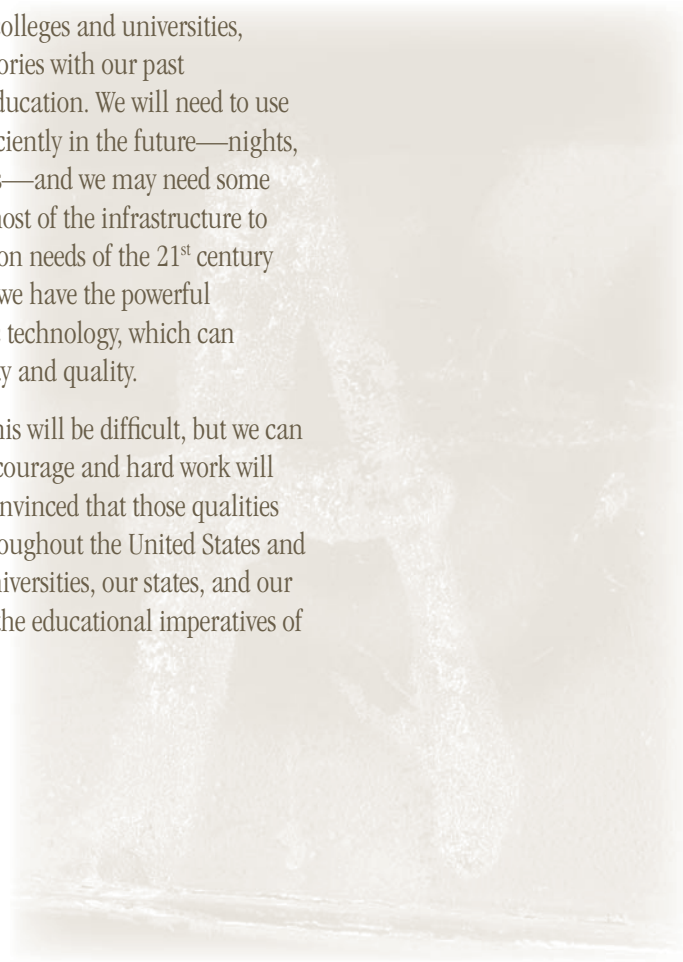 olleges and universities,
ories with our past
ducation. We will need to use
ciently in the future—nights,
s—and we may need some
nost of the infrastructure to
on needs of the 21st century
we have the powerful
technology, which can
y and quality.
his will be difficult, but we can
courage and hard work will
nvinced that those qualities
oughout the United States and
niversities, our states, and our
the educational imperatives of
A